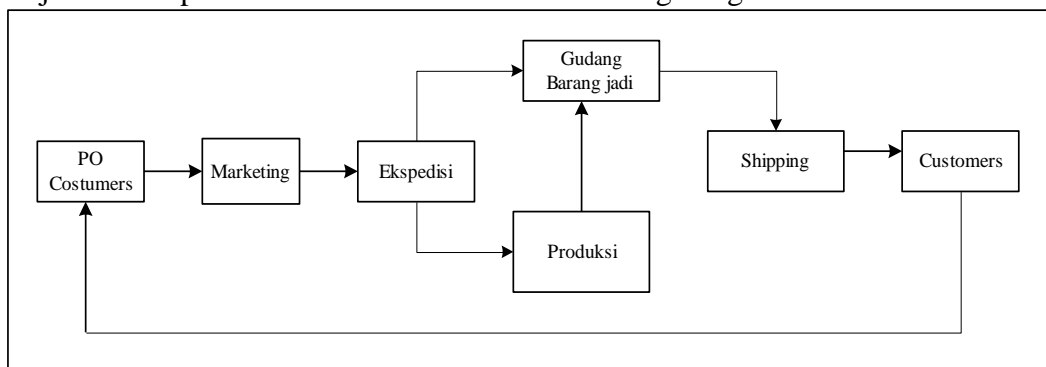 Gudang
Barang jadi
PO
Costumers
Marketing
Ekspedisi
Shipping
Customers
Produksi